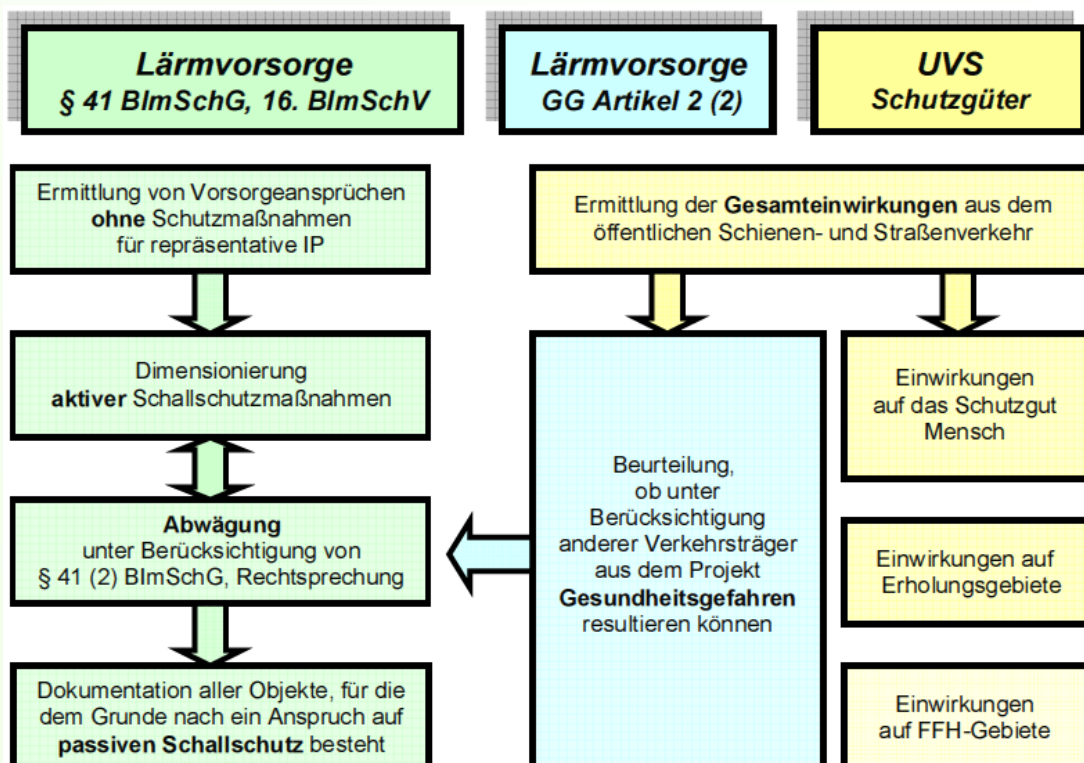 Lärmvorsorge
§ 41 BImSchG, 16. BImSchV
Lärmvorsorge
GG Artikel 2 (2)
UVS
Schutzgüter
Ermittlung von Vorsorgeansprüchen
ohne Schutzmaßnahmen
für repräsentative IP
Dimensionierung
aktiver Schallschutzmaßnahmen
Abwägung
unter Berücksichtigung von
§ 41 (2) BImSchG, Rechtsprechung
Dokumentation aller Objekte, für die
dem Grunde nach ein Anspruch auf
passiven Schallschutz besteht
Ermittlung der Gesamteinwirkungen aus dem
öffentlichen Schienen- und Straßenverkehr
Beurteilung,
ob unter
Berücksichtigung
anderer Verkehrsträger
aus dem Projekt
Gesundheitsgefahren
resultieren können
Einwirkungen
auf das Schutzgut
Mensch
Einwirkungen auf
Erholungsgebiete
Einwirkungen
auf FFH-Gebiete